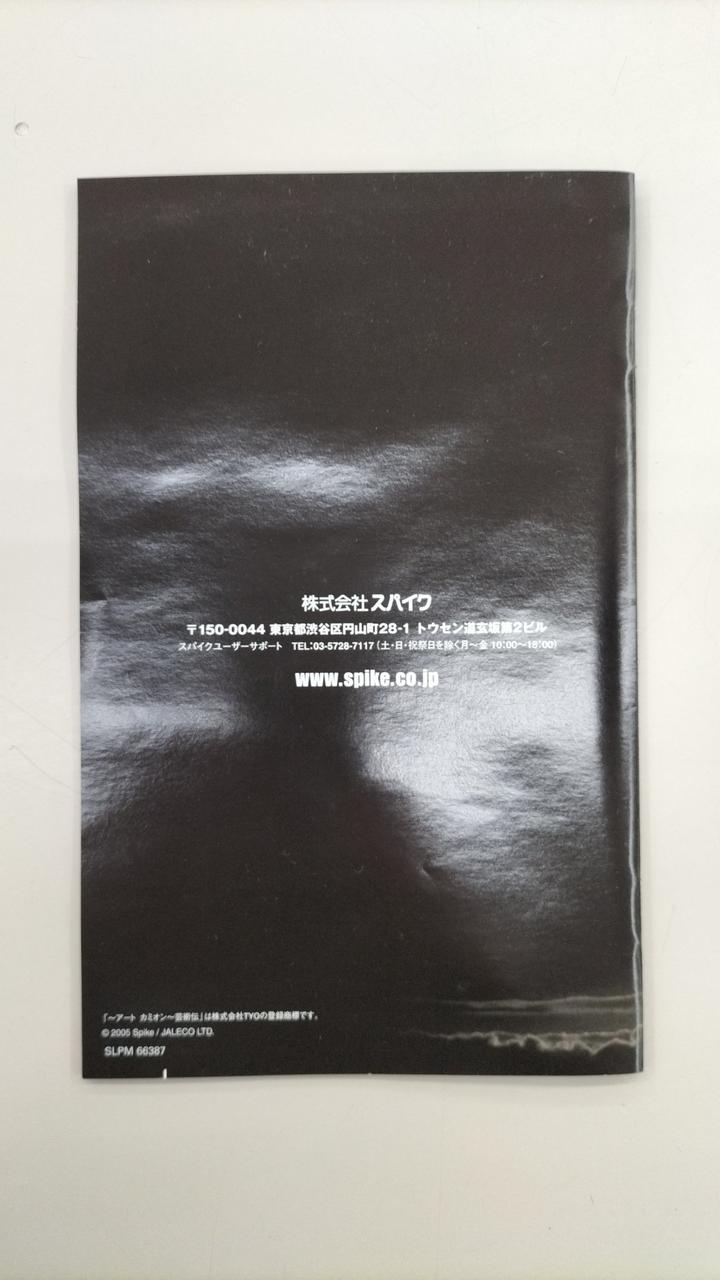 株式会社スパイク
〒150-0044 東京都渋谷区円山町28-1 トウセン道玄坂第2ビル
スパイクユーザーサポート TEL:03-5728-7117(土・日・祝祭日を除く月〜金 10:00〜18:00)
www.spike.co.jp
「〜アート カミオン〜芸術伝」は株式会社TYOの登録商標です。
© 2005 Spike / JALECO LTD.
SLPM 66387